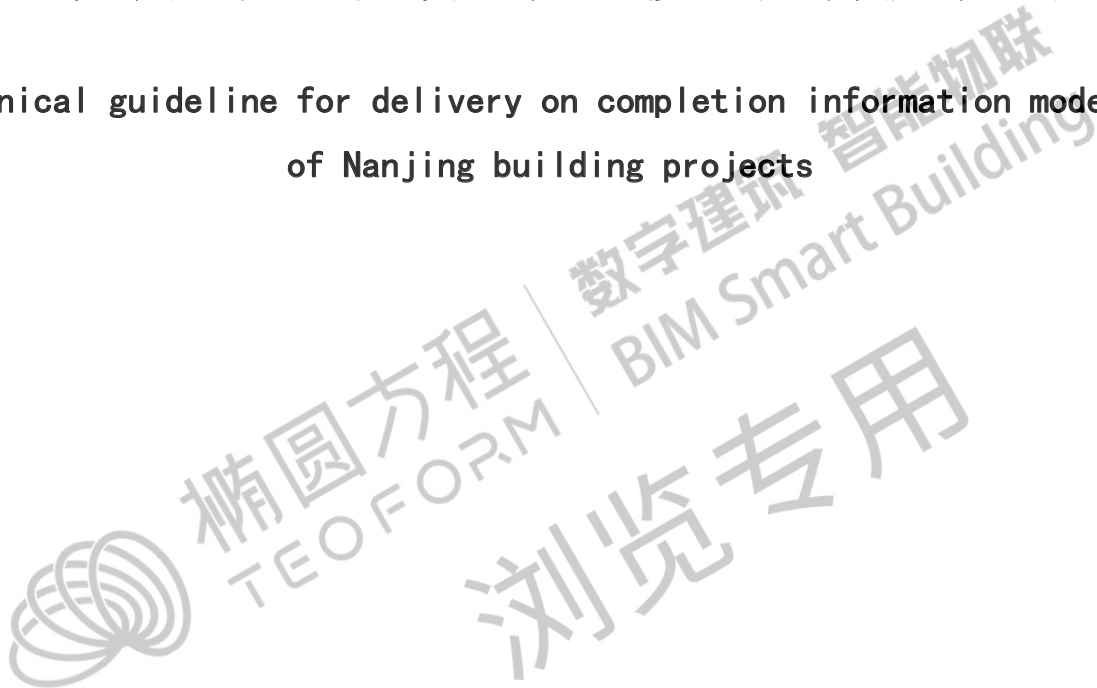 nical guideline for delivery on completion information mode
of Nanjing building projects
数字建筑 智能物联
BIM Smart Building
椭圆方程
TEOFORM
浏览专用